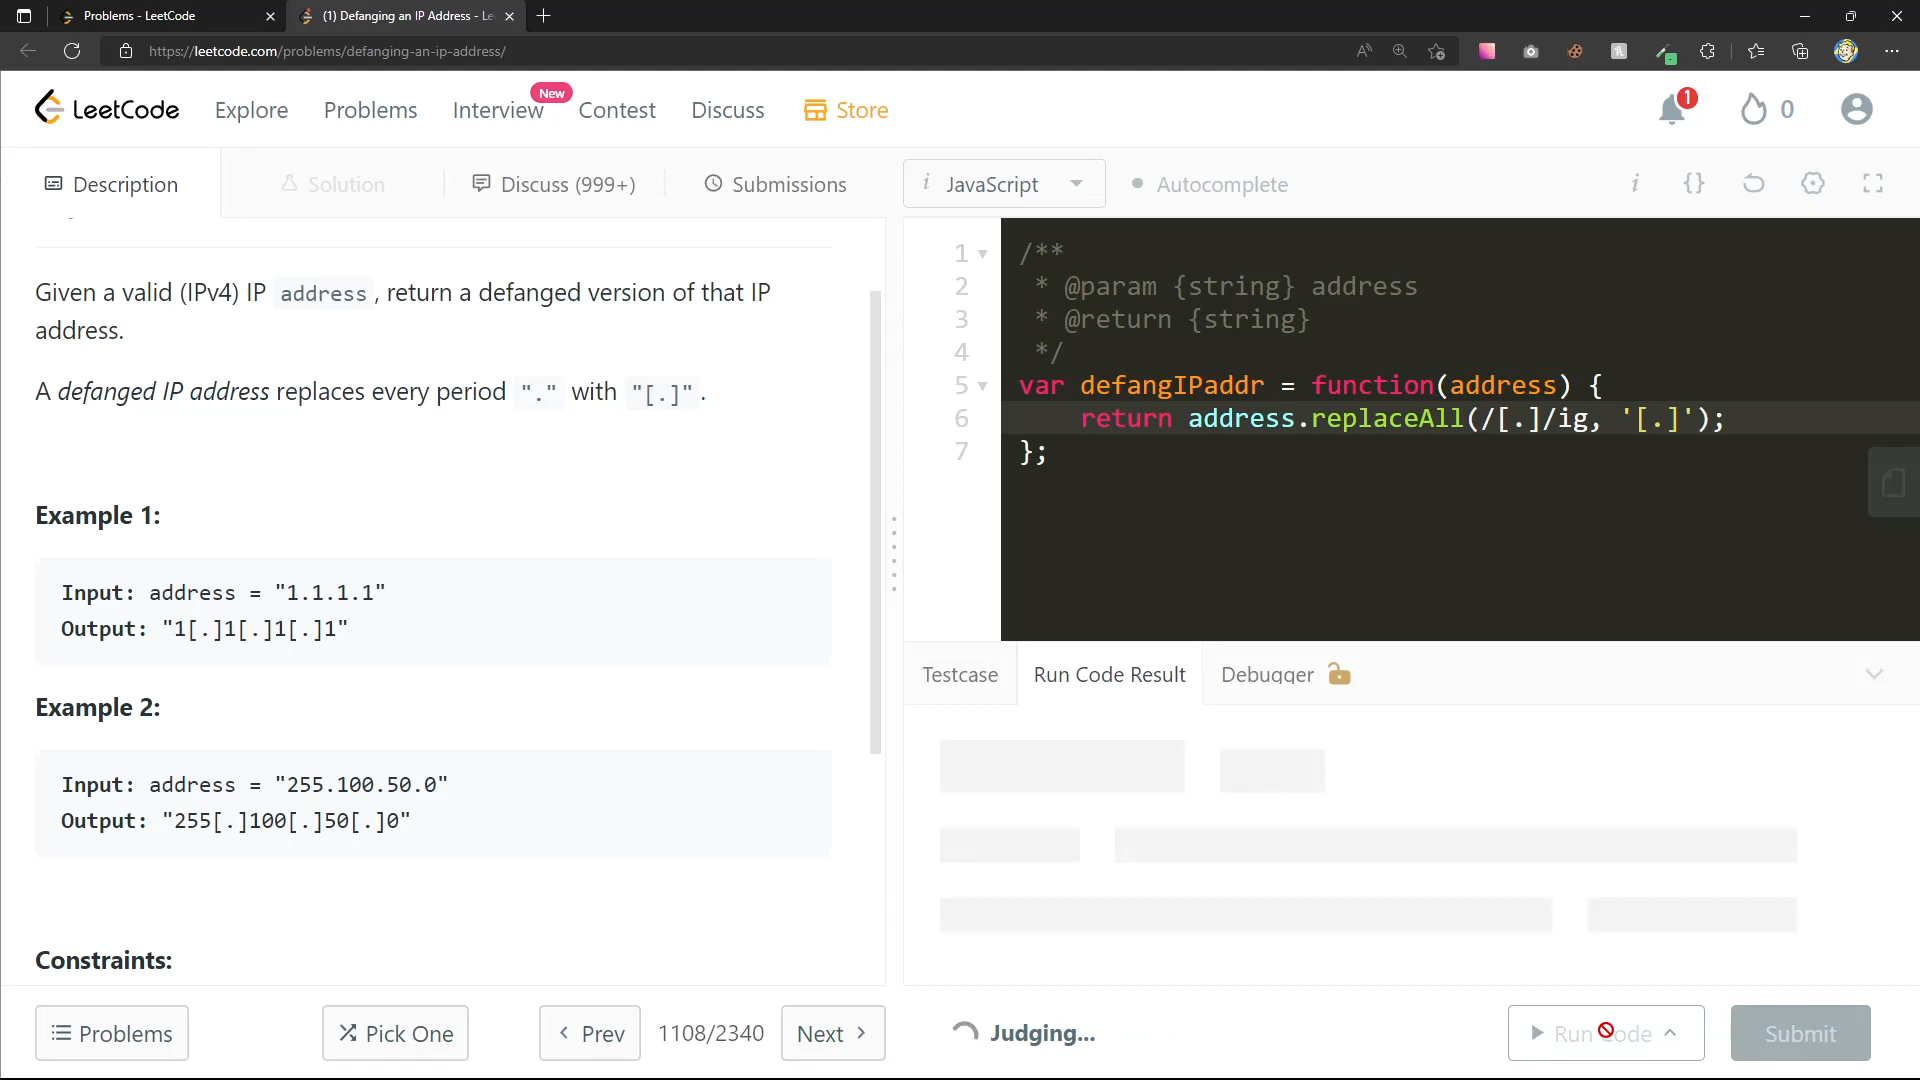 Problems - LeetCode
(1) Defanging an IP Address - Le
https://leetcode.com/problems/defanging-an-ip-address/
LeetCode
Explore
Problems
Interview
New
Contest
Discuss
Store
1
0
Description
Solution
Discuss (999+)
Submissions
i JavaScript
Autocomplete
i
{}
Given a valid (IPv4) IP address, return a defanged version of that IP
address.
A defanged IP address replaces every period "." with "[.]".
Example 1:
Input: address = "1.1.1.1"
Output: "1[.]1[.]1[.]1"
Example 2:
Input: address = "255.100.50.0"
Output: "255[.]100[.]50[.]0"
Constraints:
1 /**
2 * @param {string} address
3 * @return {string}
4 */
5 var defangIPaddr = function(address) {
6 return address.replaceAll(/[.]/ig, '[.]');
7 };
Testcase
Run Code Result
Debugger
Problems
Pick One
Prev
1108/2340
Next
Judging...
Run Code
Submit